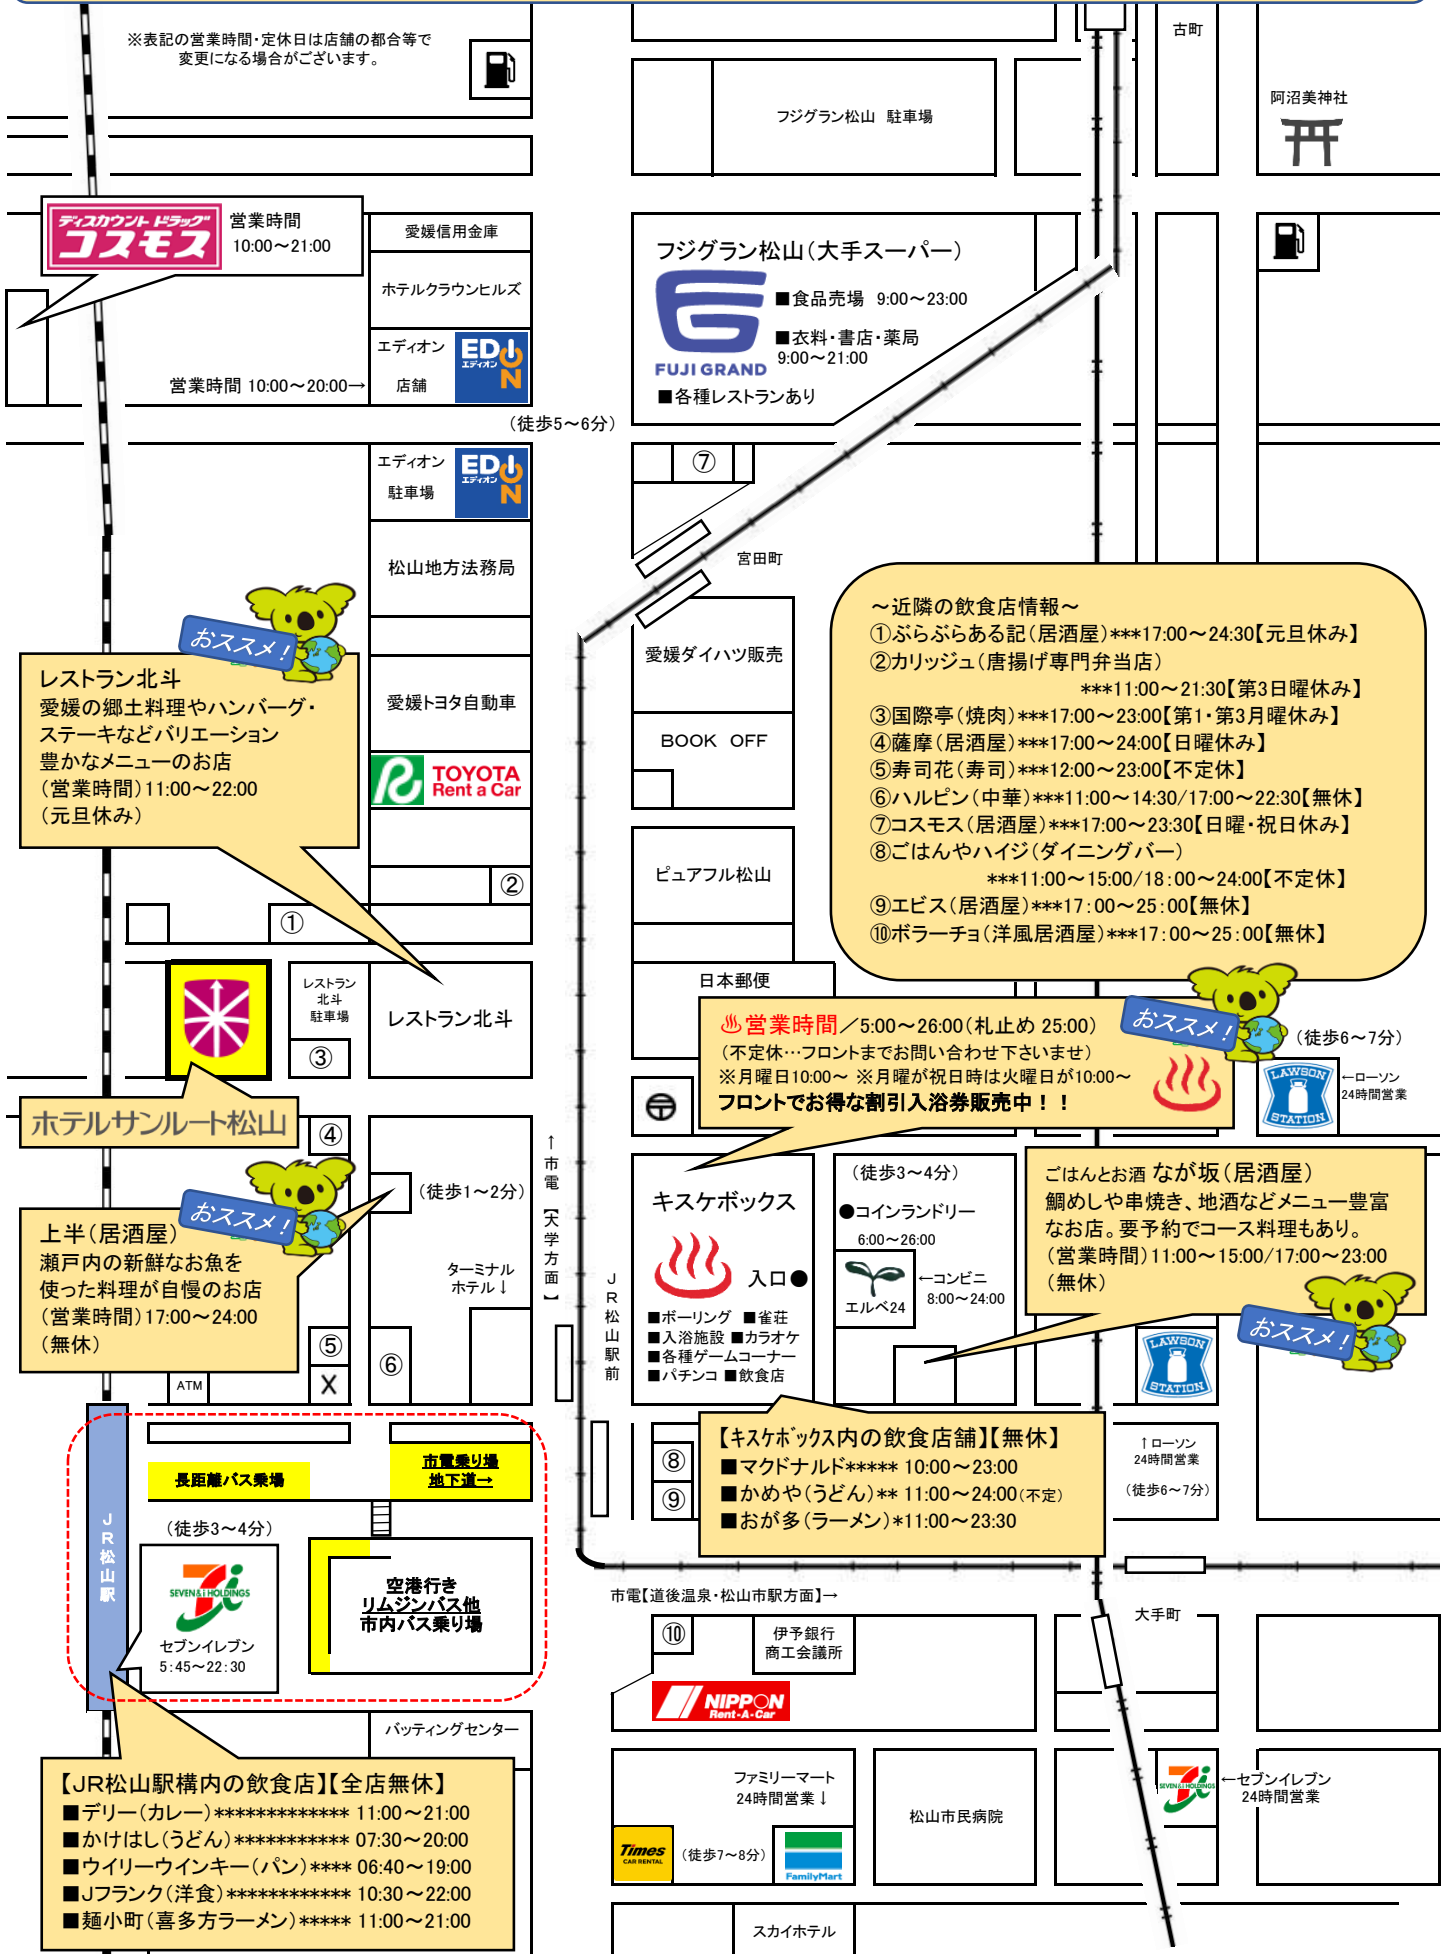 ※表記の営業時間・定休日は店舗の都合等で
変更になる場合がございます。
古町
阿沼美神社
フジグラン松山　駐車場
ディスカウント ドラッグ
コスモス
営業時間
10:00～21:00
愛媛信用金庫
ホテルクラウンヒルズ
エディオン
店舗
EDION
エディオン
営業時間 10:00～20:00→
フジグラン松山（大手スーパー）
FUJI GRAND
■食品売場　9:00～23:00
■衣料・書店・薬局
9:00～21:00
■各種レストランあり
（徒歩5～6分）
エディオン
駐車場
EDION
エディオン
⑦
松山地方法務局
宮田町
おススメ！
レストラン北斗
愛媛の郷土料理やハンバーグ・
ステーキなどバリエーション
豊かなメニューのお店
（営業時間）11:00～22:00
（元旦休み）
愛媛トヨタ自動車
TOYOTA
Rent a Car
愛媛ダイハツ販売
BOOK OFF
ピュアフル松山
～近隣の飲食店情報～
①ぶらぶらある記（居酒屋）***17:00～24:30【元旦休み】
②カリッジュ（唐揚げ専門弁当店）
***11:00～21:30【第3日曜休み】
③国際亭（焼肉）***17:00～23:00【第1・第3月曜休み】
④薩摩（居酒屋）***17:00～24:00【日曜休み】
⑤寿司花（寿司）***12:00～23:00【不定休】
⑥ハルピン（中華）***11:00～14:30/17:00～22:30【無休】
⑦コスモス（居酒屋）***17:00～23:30【日曜・祝日休み】
⑧ごはんやハイジ（ダイニングバー）
***11:00～15:00/18:00～24:00【不定休】
⑨エビス（居酒屋）***17:00～25:00【無休】
⑩ボラーチョ（洋風居酒屋）***17:00～25:00【無休】
②
①
レストラン
北斗
駐車場
③
レストラン北斗
ホテルサンルート松山
日本郵便
♨営業時間／5:00～26:00（札止め 25:00）
（不定休…フロントまでお問い合わせ下さいませ）
※月曜日10:00～ ※月曜が祝日時は火曜日が10:00～
フロントでお得な割引入浴券販売中！！
おススメ！
（徒歩6～7分）
LAWSON
STATION
←ローソン
24時間営業
〒
④
（徒歩1～2分）
おススメ！
上半（居酒屋）
瀬戸内の新鮮なお魚を
使った料理が自慢のお店
（営業時間）17:00～24:00
（無休）
ターミナル
ホテル↓
⑤
⑥
X
ATM
↑市電【大学方面】
JR松山駅前
キスケボックス
入口●
■ボーリング　■雀荘
■入浴施設 ■カラオケ
■各種ゲームコーナー
■パチンコ ■飲食店
（徒歩3～4分）
●コインランドリー
6:00～26:00
エルベ24
←コンビニ
8:00～24:00
ごはんとお酒 なが坂（居酒屋）
鯛めしや串焼き、地酒などメニュー豊富
なお店。要予約でコース料理もあり。
（営業時間）11:00～15:00/17:00～23:00
（無休）
おススメ！
LAWSON
STATION
↑ローソン
24時間営業
（徒歩6～7分）
【キスケボックス内の飲食店舗】【無休】
■マクドナルド***** 10:00～23:00
■かめや（うどん）** 11:00～24:00（不定）
■おが多（ラーメン）*11:00～23:30
⑧
⑨
長距離バス乗場
市電乗り場
地下道→
JR松山駅
（徒歩3～4分）
SEVEN&i HOLDINGS
セブンイレブン
5:45～22:30
空港行き
リムジンバス他
市内バス乗り場
市電【道後温泉・松山市駅方面】→
大手町
⑩
伊予銀行
商工会議所
NIPPON
Rent-A-Car
バッティングセンター
【JR松山駅構内の飲食店】【全店無休】
■デリー（カレー）************* 11:00～21:00
■かけはし（うどん）*********** 07:30～20:00
■ウイリーウインキー（パン）**** 06:40～19:00
■Jフランク（洋食）************ 10:30～22:00
■麺小町（喜多方ラーメン）***** 11:00～21:00
ファミリーマート
24時間営業↓
Times
CAR RENTAL
（徒歩7～8分）
FamilyMart
松山市民病院
SEVEN&i HOLDINGS
←セブンイレブン
24時間営業
スカイホテル